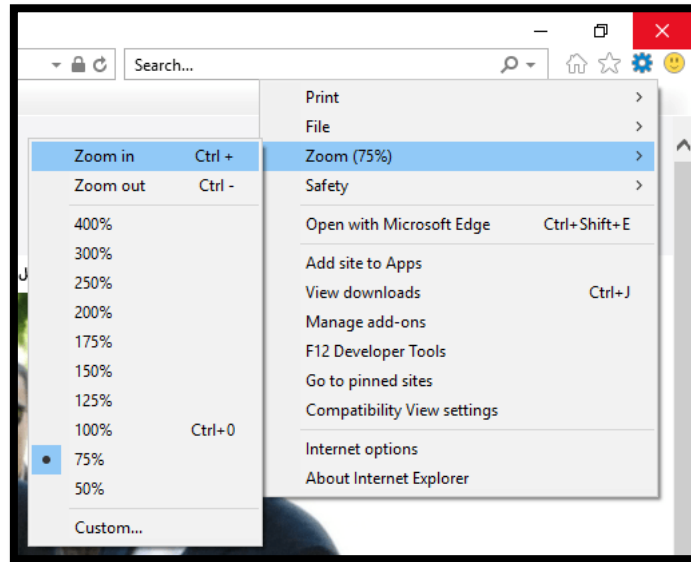 Search...
Print
File
Zoom (75%)
Safety
Open with Microsoft Edge Ctrl+Shift+E
Add site to Apps
View downloads Ctrl+J
Manage add-ons
F12 Developer Tools
Go to pinned sites
Compatibility View settings
Internet options
About Internet Explorer
Zoom in Ctrl +
Zoom out Ctrl -
400%
300%
250%
200%
175%
150%
125%
100% Ctrl+0
75%
50%
Custom...